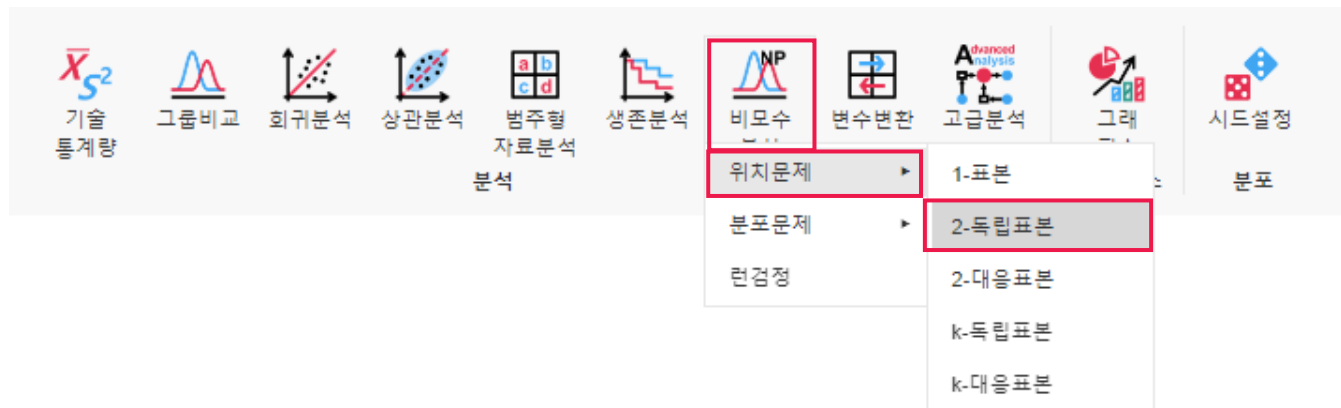 기술
통계량
그룹비교
회귀분석
상관분석
범주형
자료분석
생존분석
NP
비모수
변수변환
Advanced
Analysis
고급분석
그래
시드설정
a b
c d
분석
분포
위치문제
분포문제
런검정
1-표본
2-독립표본
2-대응표본
k-독립표본
k-대응표본